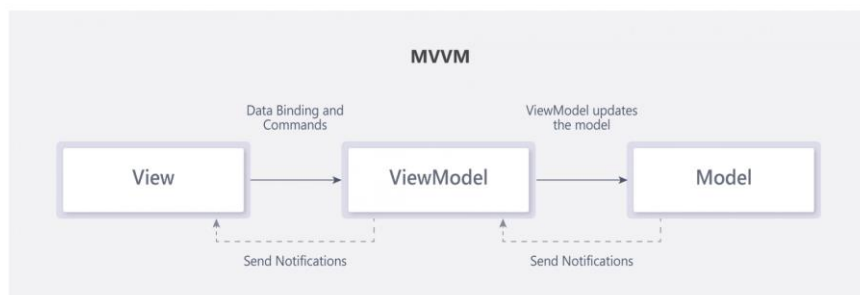 MVVM
Data Binding and
Commands
ViewModel updates
the model
View
ViewModel
Model
Send Notifications
Send Notifications